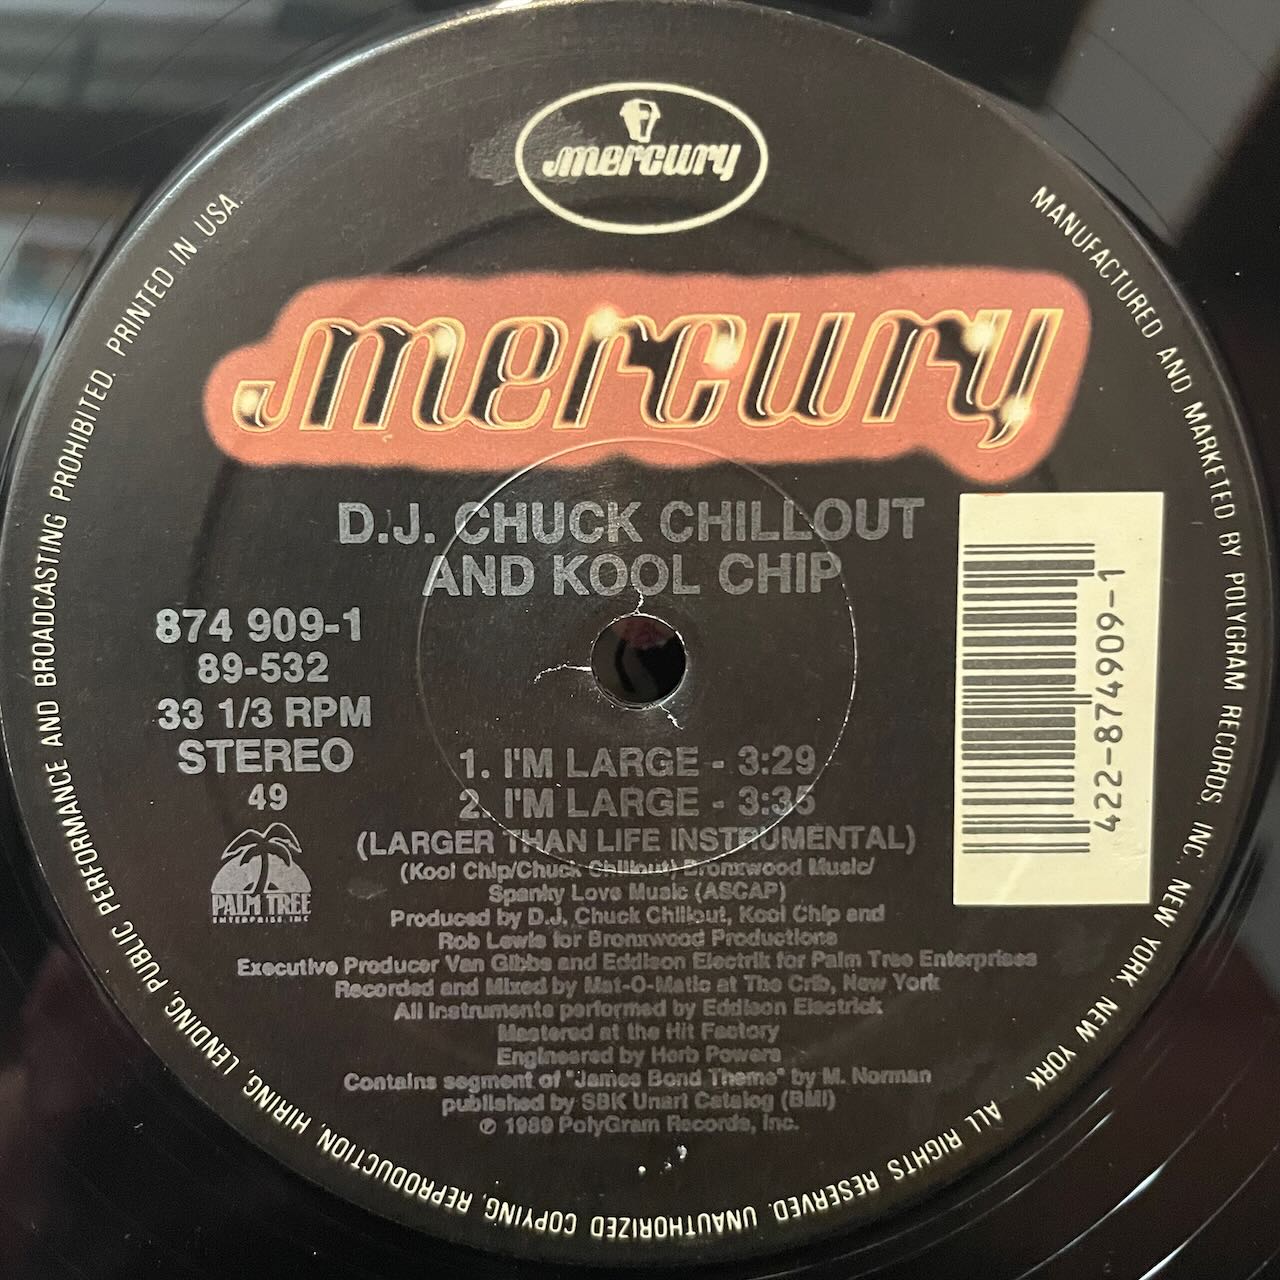 mercury
mercury
D.J. CHUCK CHILLOUT
AND KOOL CHIP
874 909-1
89-532
33 1/3 RPM
STEREO
49
PALM TREE
ENTERPRISE INC
422-874909-1
1. I'M LARGE - 3:29
2. I'M LARGE - 3:35
(LARGER THAN LIFE INSTRUMENTAL)
(Kool Chip/Chuck Chillout) Bronxwood Music/
Spanky Love Music (ASCAP)
Produced by D.J. Chuck Chillout, Kool Chip and
Rob Lewis for Bronxwood Productions
Executive Producer Van Gibbs and Eddison Electrik for Palm Tree Enterprises
Recorded and Mixed by Mat-O-Matic at The Crib, New York
All Instruments performed by Eddison Electrick
Mastered at the Hit Factory
Engineered by Herb Powers
Contains segment of "James Bond Theme" by M. Norman
published by SBK Unart Catalog (BMI)
℗ 1989 PolyGram Records, Inc.
MANUFACTURED AND MARKETED BY POLYGRAM RECORDS, INC., NEW YORK, NEW YORK ALL RIGHTS RESERVED. UNAUTHORIZED COPYING, REPRODUCTION, HIRING, LENDING, PUBLIC PERFORMANCE AND BROADCASTING PROHIBITED. PRINTED IN USA.